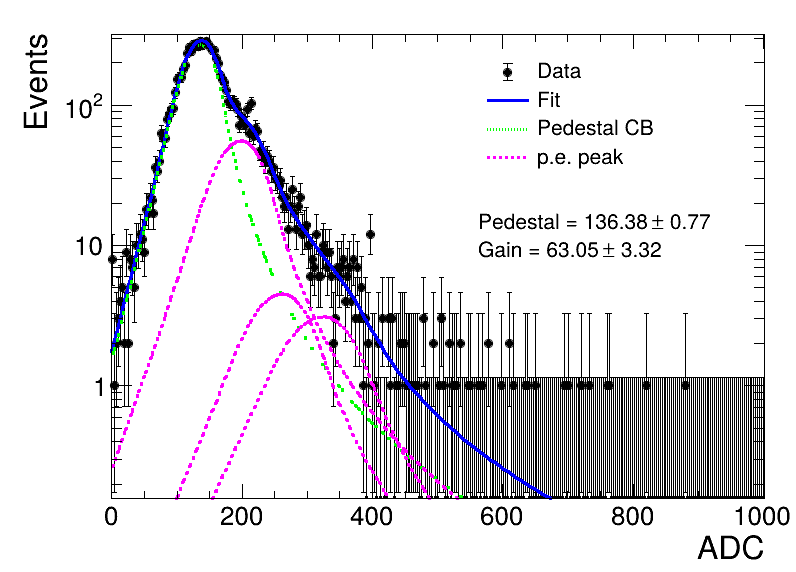 Events
10²
10
1
Data
Fit
Pedestal CB
p.e. peak
Pedestal = 136.38 ± 0.77
Gain = 63.05 ± 3.32
0 200 400 600 800 1000
ADC